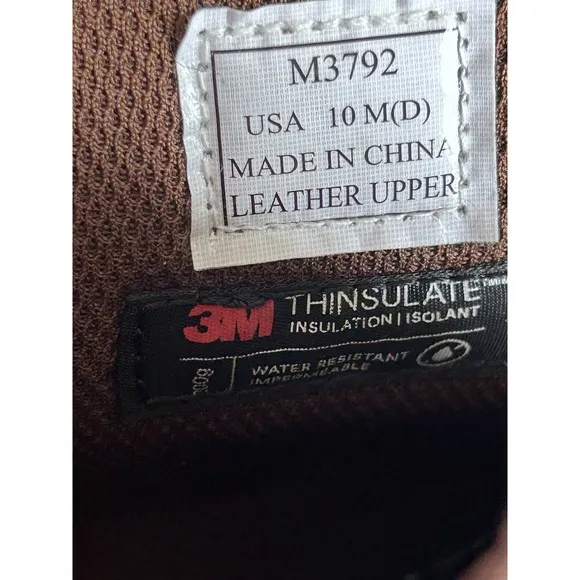 M3792
USA 10 M(D)
MADE IN CHINA
LEATHER UPPER
3M THINSULATE
INSULATION | ISOLANT
WATER RESISTANT
IMPERMEABLE